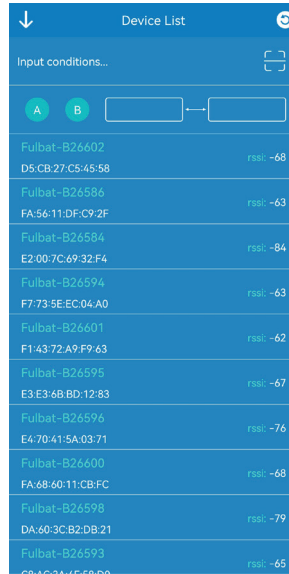 Device List
Input conditions...
A B
Fulbat-B26602
D5:CB:27:C5:45:58
rssi: -68
Fulbat-B26586
FA:56:11:DF:C9:2F
rssi: -63
Fulbat-B26584
E2:00:7C:69:32:F4
rssi: -84
Fulbat-B26594
F7:73:5E:EC:04:A0
rssi: -63
Fulbat-B26601
F1:43:72:A9:F9:63
rssi: -62
Fulbat-B26595
E3:E3:6B:BD:12:83
rssi: -67
Fulbat-B26596
E4:70:41:5A:03:71
rssi: -76
Fulbat-B26600
FA:68:60:11:CB:FC
rssi: -68
Fulbat-B26598
DA:60:3C:B2:DB:21
rssi: -79
Fulbat-B26593
rssi: -65